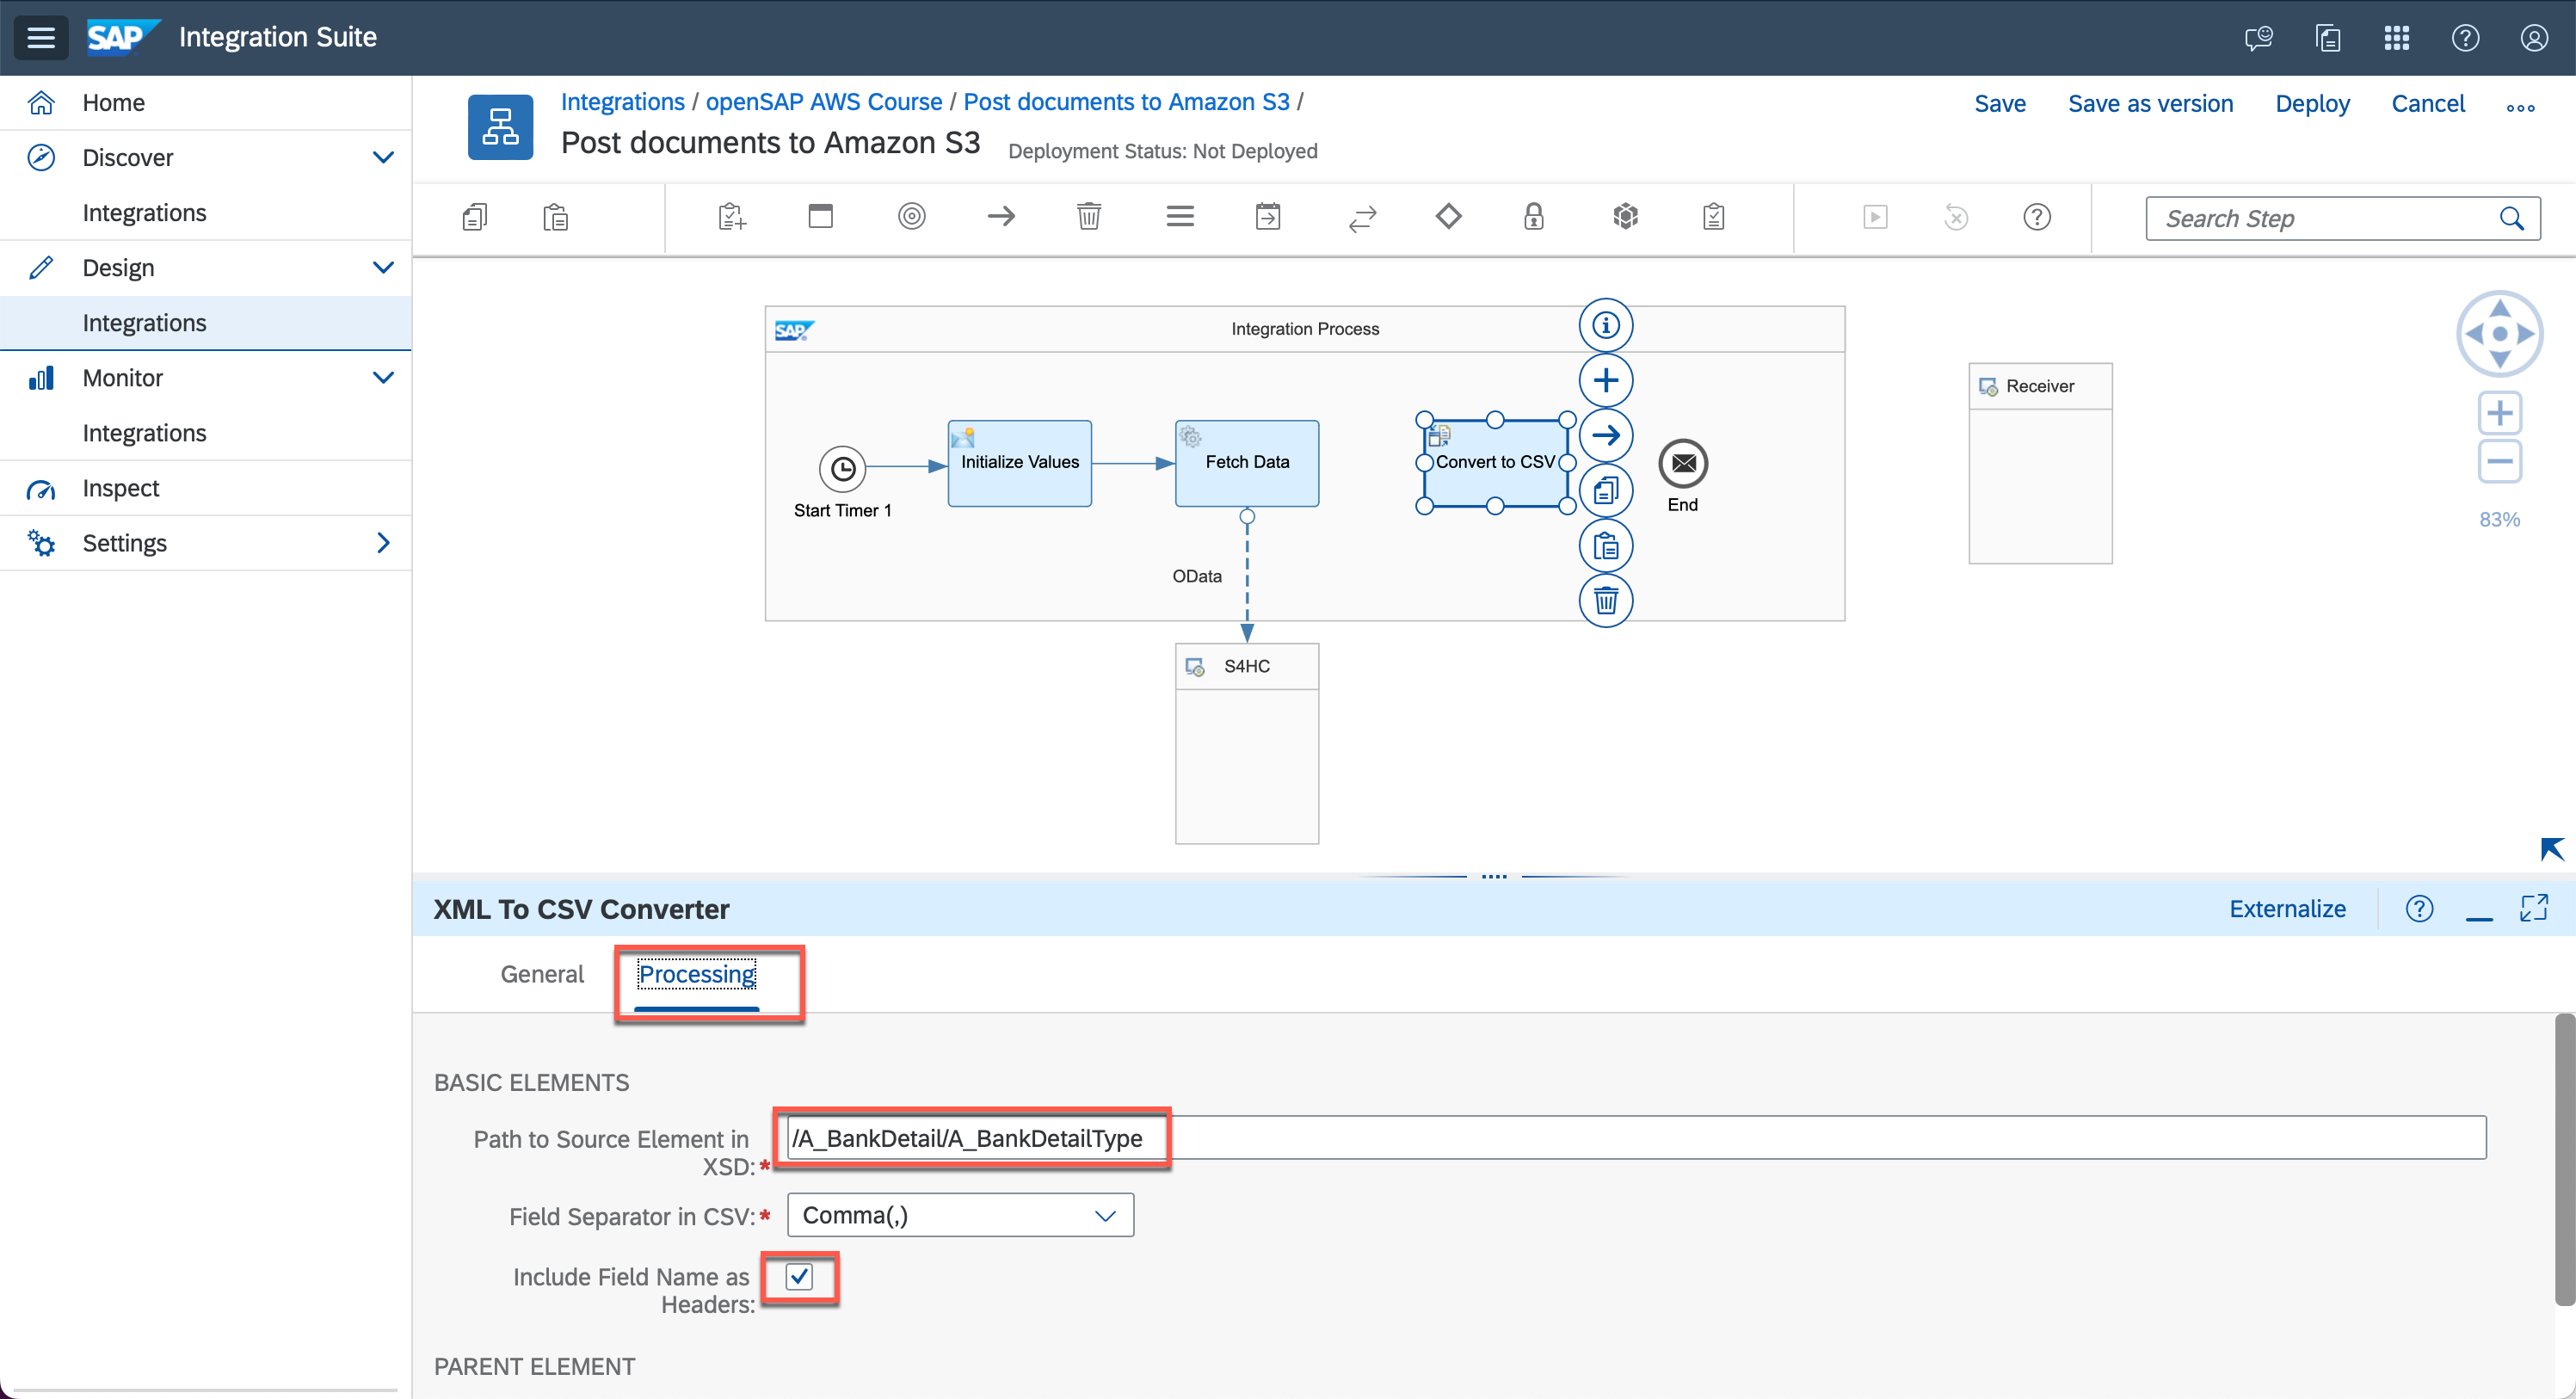 SAP Integration Suite
Home
Discover
Integrations
Design
Integrations
Monitor
Integrations
Inspect
Settings
Integrations / openSAP AWS Course / Post documents to Amazon S3 /
Post documents to Amazon S3 Deployment Status: Not Deployed
Save Save as version Deploy Cancel
Search Step
SAP Integration Process
Receiver
Initialize Values
Fetch Data
Convert to CSV
Start Timer 1
End
83%
OData
S4HC
XML To CSV Converter
Externalize
General
Processing
BASIC ELEMENTS
Path to Source Element in
XSD:*
/A_BankDetail/A_BankDetailType
Field Separator in CSV:*
Comma(,)
Include Field Name as
Headers:
PARENT ELEMENT